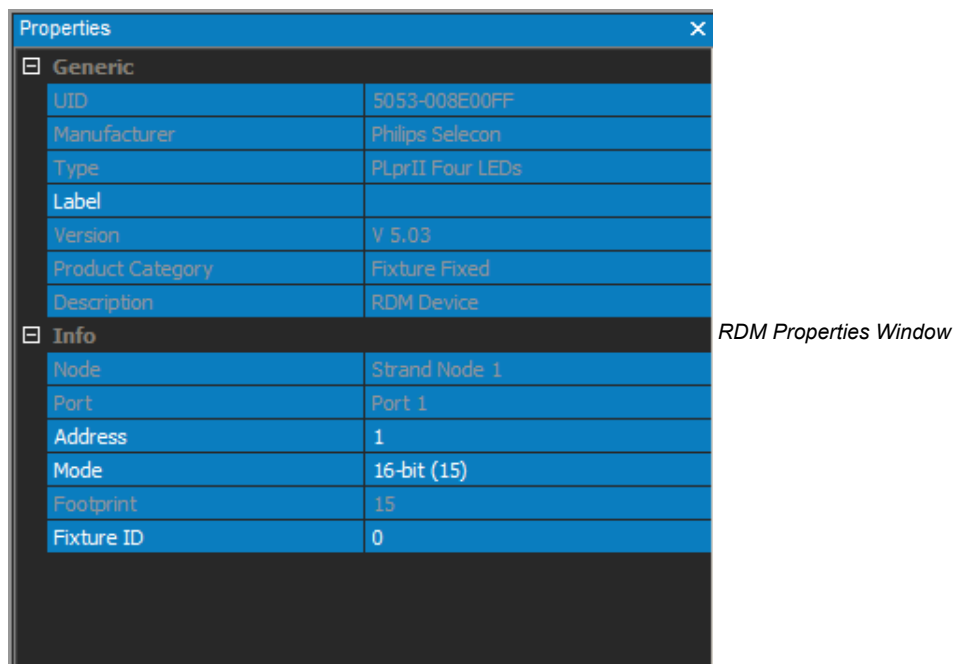 Properties
Generic
UID 5053-008E00FF
Manufacturer Philips Selecon
Type PLprII Four LEDs
Label
Version V 5.03
Product Category Fixture Fixed
Description RDM Device
Info
Node Strand Node 1
Port Port 1
Address 1
Mode 16-bit (15)
Footprint 15
Fixture ID 0
RDM Properties Window